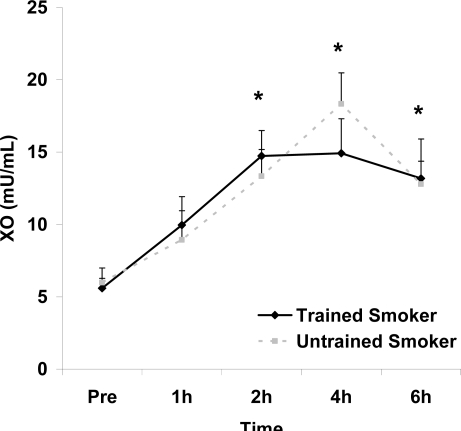 25
20
15
10
5
0
XO (mU/mL)
*
*
*
Trained Smoker
Untrained Smoker
Pre 1h 2h 4h 6h
Time